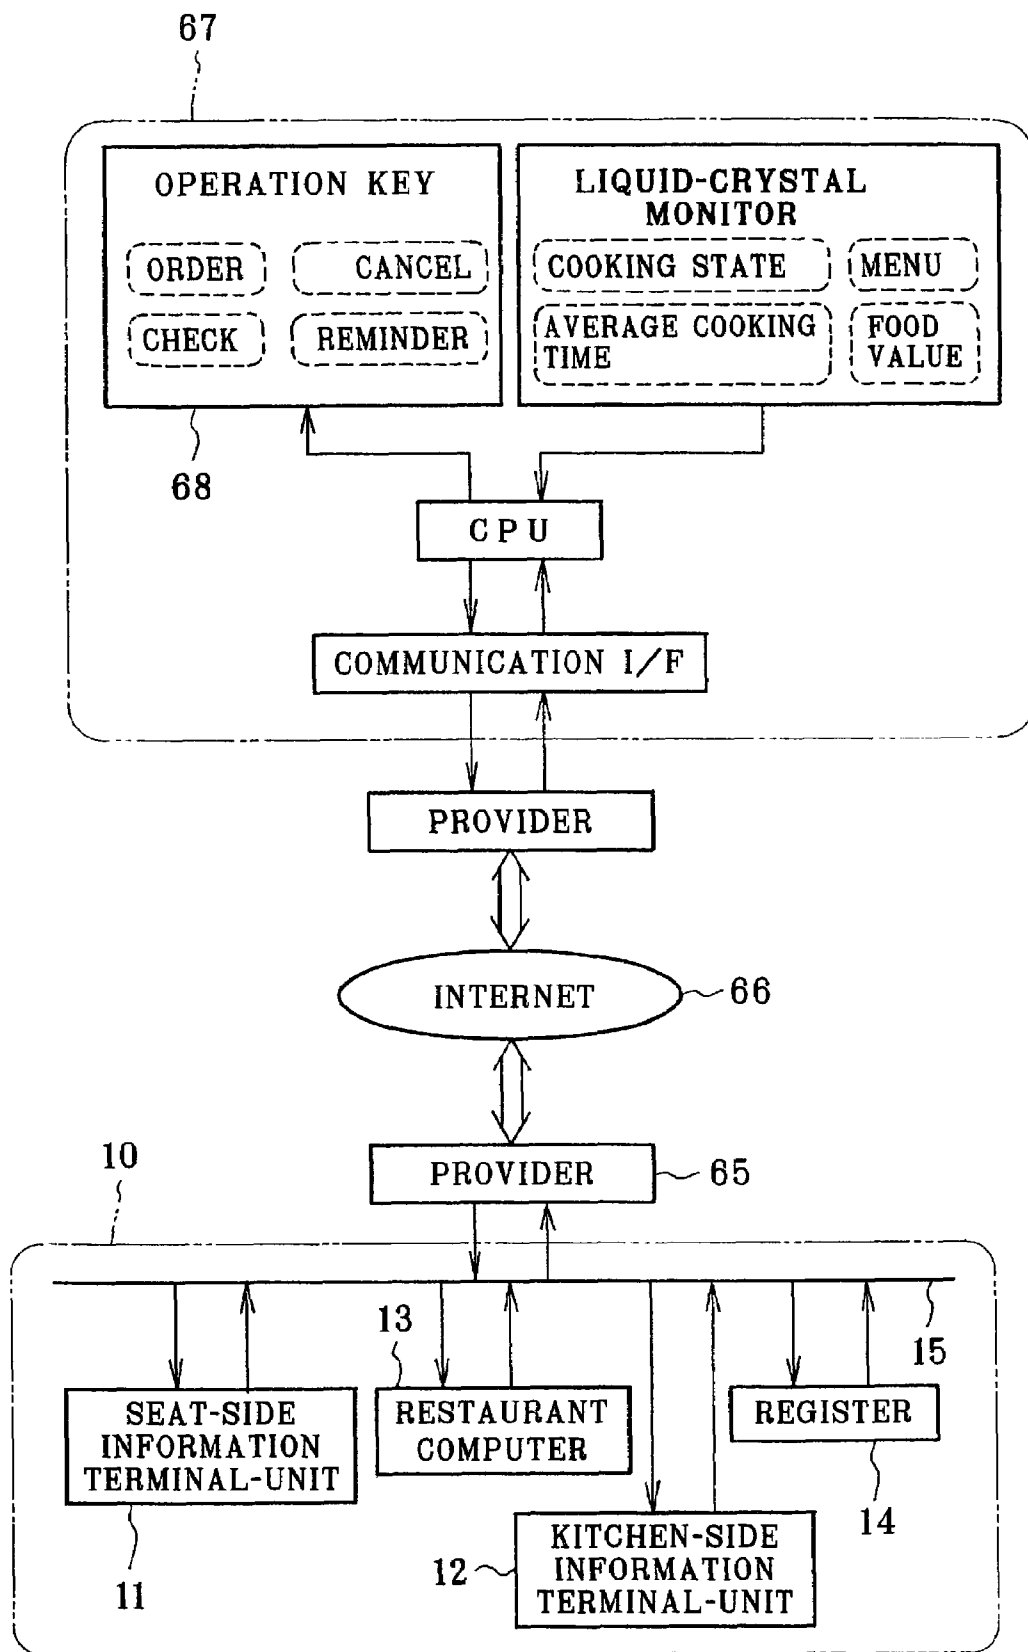 67
OPERATION KEY
ORDER
CANCEL
CHECK
REMINDER
LIQUID-CRYSTAL
MONITOR
COOKING STATE
MENU
AVERAGE COOKING
TIME
FOOD
VALUE
68
CPU
COMMUNICATION I/F
PROVIDER
INTERNET
66
PROVIDER
65
10
15
13
SEAT-SIDE
INFORMATION
TERMINAL-UNIT
11
RESTAURANT
COMPUTER
REGISTER
14
12
KITCHEN-SIDE
INFORMATION
TERMINAL-UNIT